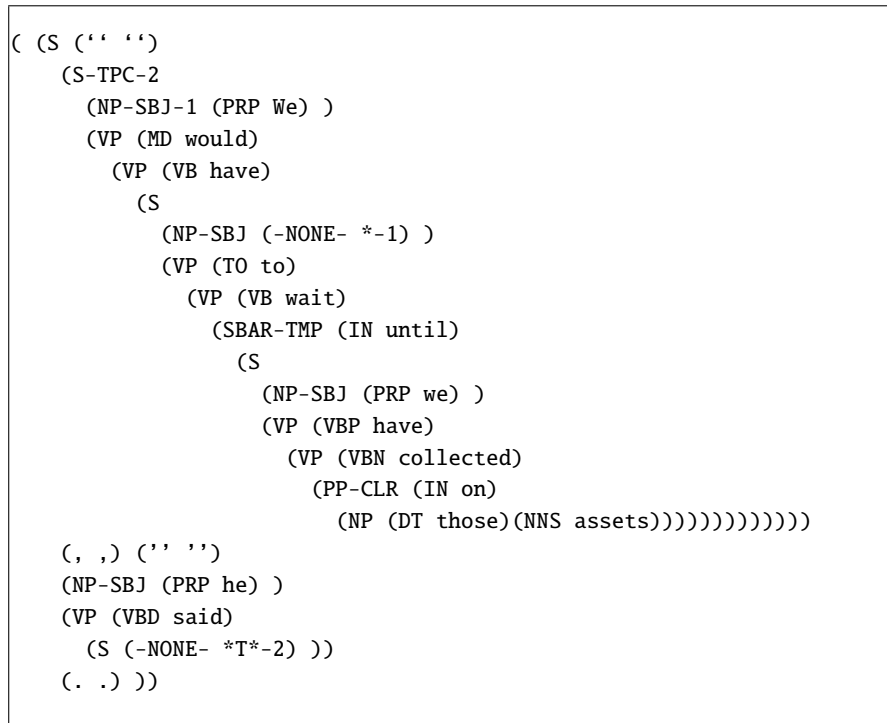 ( (S (‘‘ ‘‘)
    (S-TPC-2
      (NP-SBJ-1 (PRP We) )
      (VP (MD would)
        (VP (VB have)
          (S
            (NP-SBJ (-NONE- *-1) )
            (VP (TO to)
              (VP (VB wait)
                (SBAR-TMP (IN until)
                  (S
                    (NP-SBJ (PRP we) )
                    (VP (VBP have)
                      (VP (VBN collected)
                        (PP-CLR (IN on)
                          (NP (DT those)(NNS assets)))))))))))))
    (, ,) (’’ ’’)
    (NP-SBJ (PRP he) )
    (VP (VBD said)
      (S (-NONE- *T*-2) ))
    (. .) ))